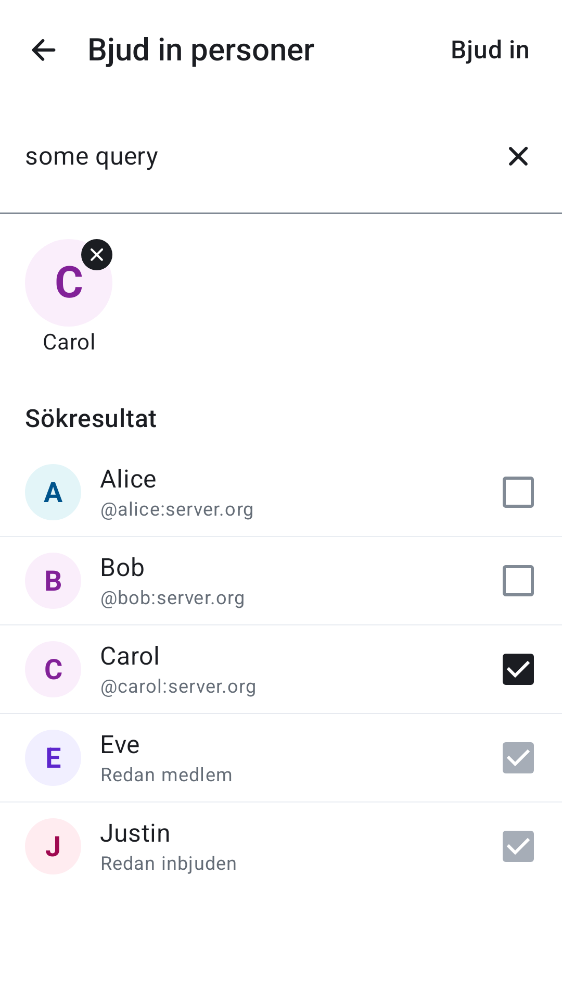 Bjud in personer
Bjud in
some query
C
Carol
Sökresultat
A
Alice
@alice:server.org
B
Bob
@bob:server.org
C
Carol
@carol:server.org
E
Eve
Redan medlem
J
Justin
Redan inbjuden